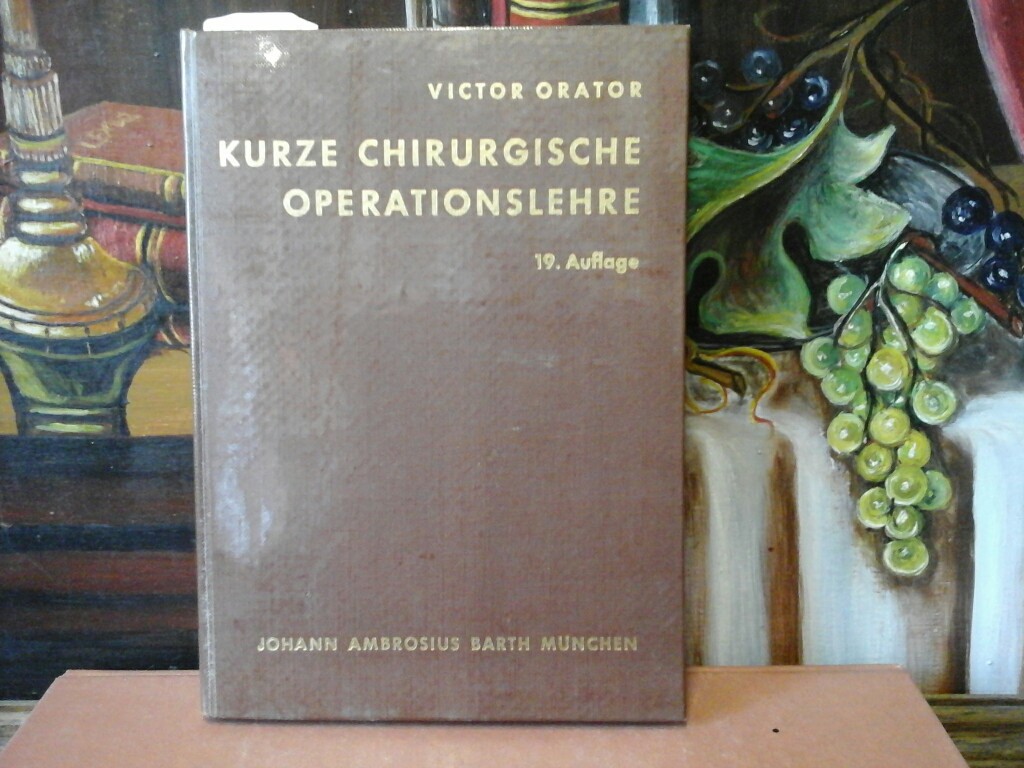 VICTOR ORATOR
KURZE CHIRURGISCHE
OPERATIONSLEHRE
19. Auflage
JOHANN AMBROSIUS BARTH MÜNCHEN